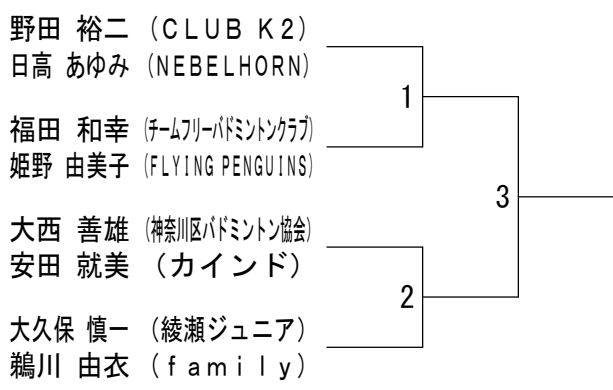 野田 裕二 (CLUB K2)
日高 あゆみ (NEBELHORN)
1
福田 和幸 (チームフリーバドミントンクラブ)
姫野 由美子 (FLYING PENGUINS)
3
大西 善雄 (神奈川区バドミントン協会)
安田 就美 (カインド)
2
大久保 慎一 (綾瀬ジュニア)
鵜川 由衣 (family)